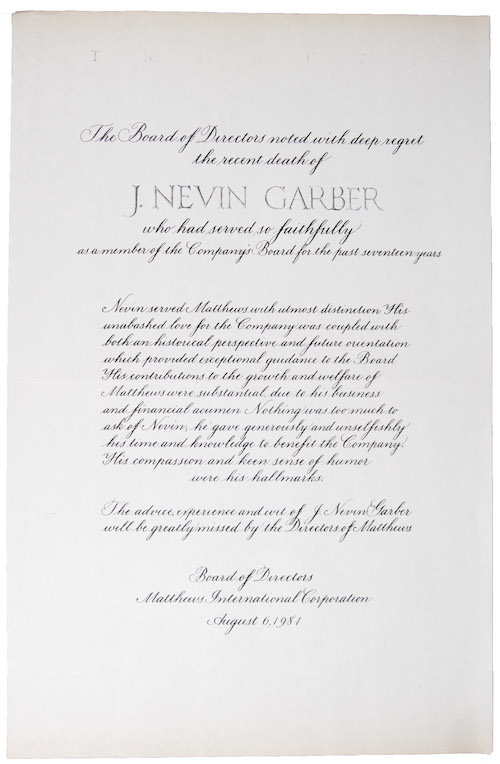 The Board of Directors noted with deep regret
the recent death of
J. NEVIN GARBER
who had served so faithfully
as a member of the Company's Board for the past seventeen years
Nevin served Matthews with utmost distinction His
unabashed love for the Company was coupled with
both an historical perspective and future orientation
which provided exceptional guidance to the Board
His contributions to the growth and welfare of
Matthews were substantial, due to his business
and financial acumen Nothing was too much to
ask of Nevin; he gave generously and unselfishly
his time and knowledge to benefit the Company.
His compassion and keen sense of humor
were his hallmarks.
The advice, experience and wit of J. Nevin Garber
will be greatly missed by the Directors of Matthews
Board of Directors
Matthews International Corporation
August 6, 1981